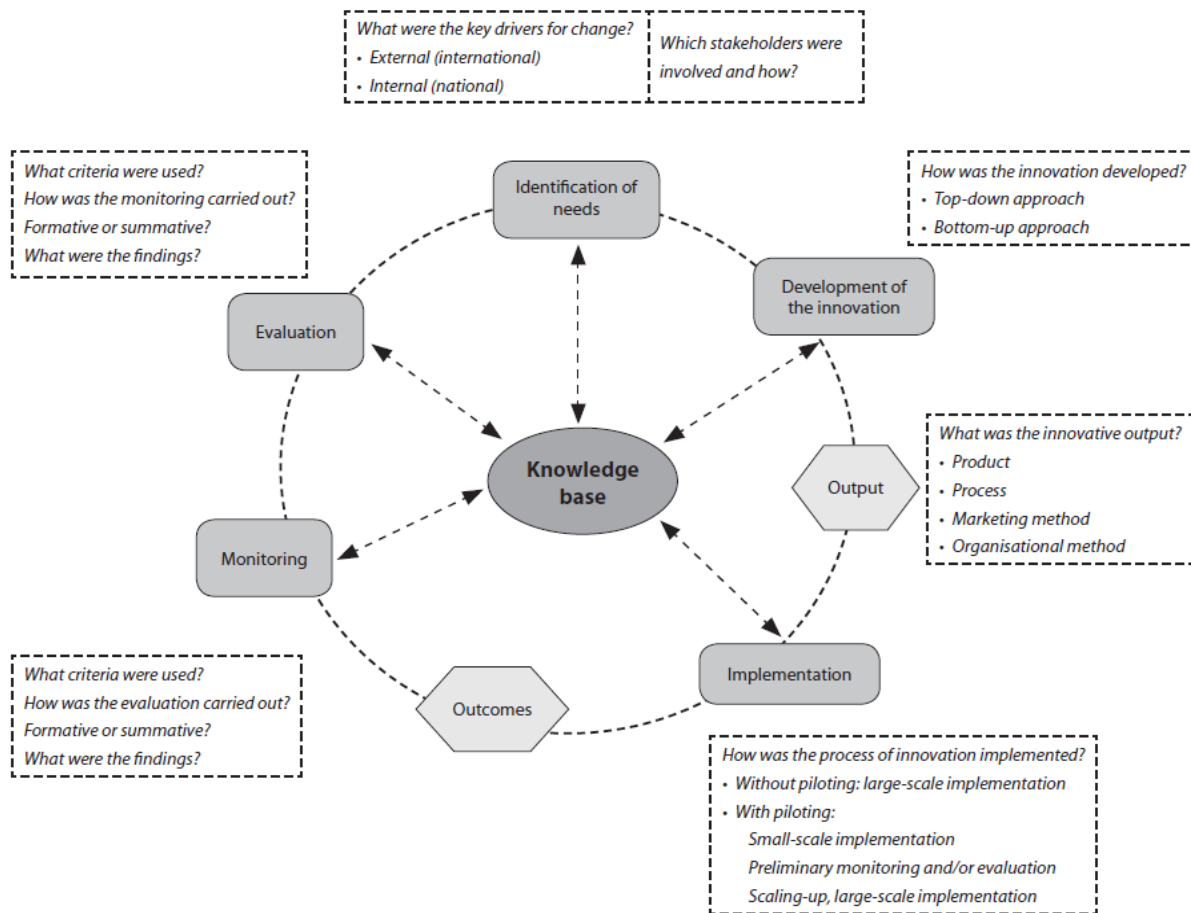 What were the key drivers for change?
• External (international)
• Internal (national)
Which stakeholders were
involved and how?
What criteria were used?
How was the monitoring carried out?
Formative or summative?
What were the findings?
Identification of
needs
How was the innovation developed?
• Top-down approach
• Bottom-up approach
Development of
the innovation
Evaluation
Knowledge
base
What was the innovative output?
• Product
• Process
• Marketing method
• Organisational method
Output
Monitoring
Implementation
Outcomes
What criteria were used?
How was the evaluation carried out?
Formative or summative?
What were the findings?
How was the process of innovation implemented?
• Without piloting: large-scale implementation
• With piloting:
Small-scale implementation
Preliminary monitoring and/or evaluation
Scaling-up, large-scale implementation